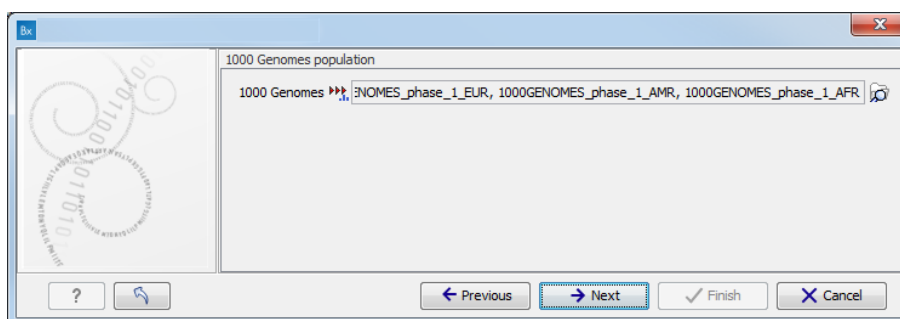 Bx
1000 Genomes population
1000 Genomes ENOMES_phase_1_EUR, 1000GENOMES_phase_1_AMR, 1000GENOMES_phase_1_AFR
? Previous Next Finish Cancel